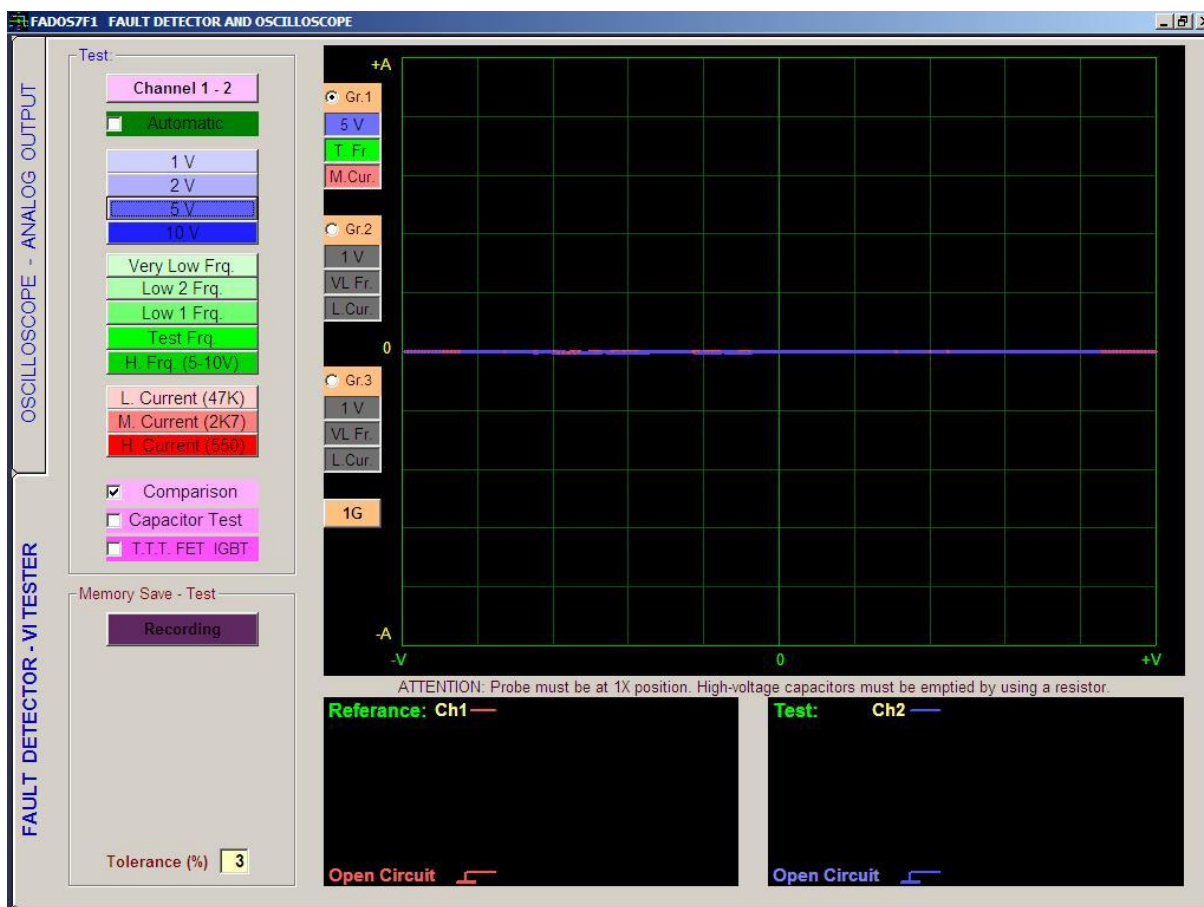 FADOS7F1 FAULT DETECTOR AND OSCILLOSCOPE
OSCILLOSCOPE - ANALOG OUTPUT
FAULT DETECTOR - VI TESTER
Test:
Channel 1 - 2
Automatic
1 V
2 V
5 V
10 V
Very Low Frq.
Low 2 Frq.
Low 1 Frq.
Test Frq.
H. Frq. (5-10V)
L. Current (47K)
M. Current (2K7)
H. Current (550)
Comparison
Capacitor Test
T.T.T. FET IGBT
Memory Save - Test
Recording
Tolerance (%) 3
Gr.1
5 V
T. Fr.
M.Cur.
Gr.2
1 V
VL Fr.
L.Cur.
Gr.3
1 V
VL Fr.
L.Cur.
1G
+A
0
-A
-V 0 +V
ATTENTION: Probe must be at 1X position. High-voltage capacitors must be emptied by using a resistor.
Referance: Ch1
Open Circuit
Test: Ch2
Open Circuit